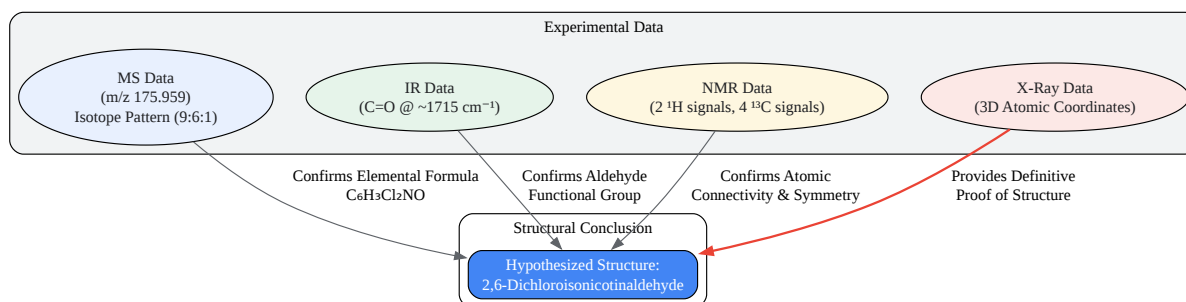 Experimental Data
MS Data
(m/z 175.959)
Isotope Pattern (9:6:1)
IR Data
(C=O @ ~1715 cm⁻¹)
NMR Data
(2 ¹H signals, 4 ¹³C signals)
X-Ray Data
(3D Atomic Coordinates)
Confirms Elemental Formula
C₆H₃Cl₂NO
Confirms Aldehyde
Functional Group
Confirms Atomic
Connectivity & Symmetry
Provides Definitive
Proof of Structure
Structural Conclusion
Hypothesized Structure:
2,6-Dichloroisonicotinaldehyde